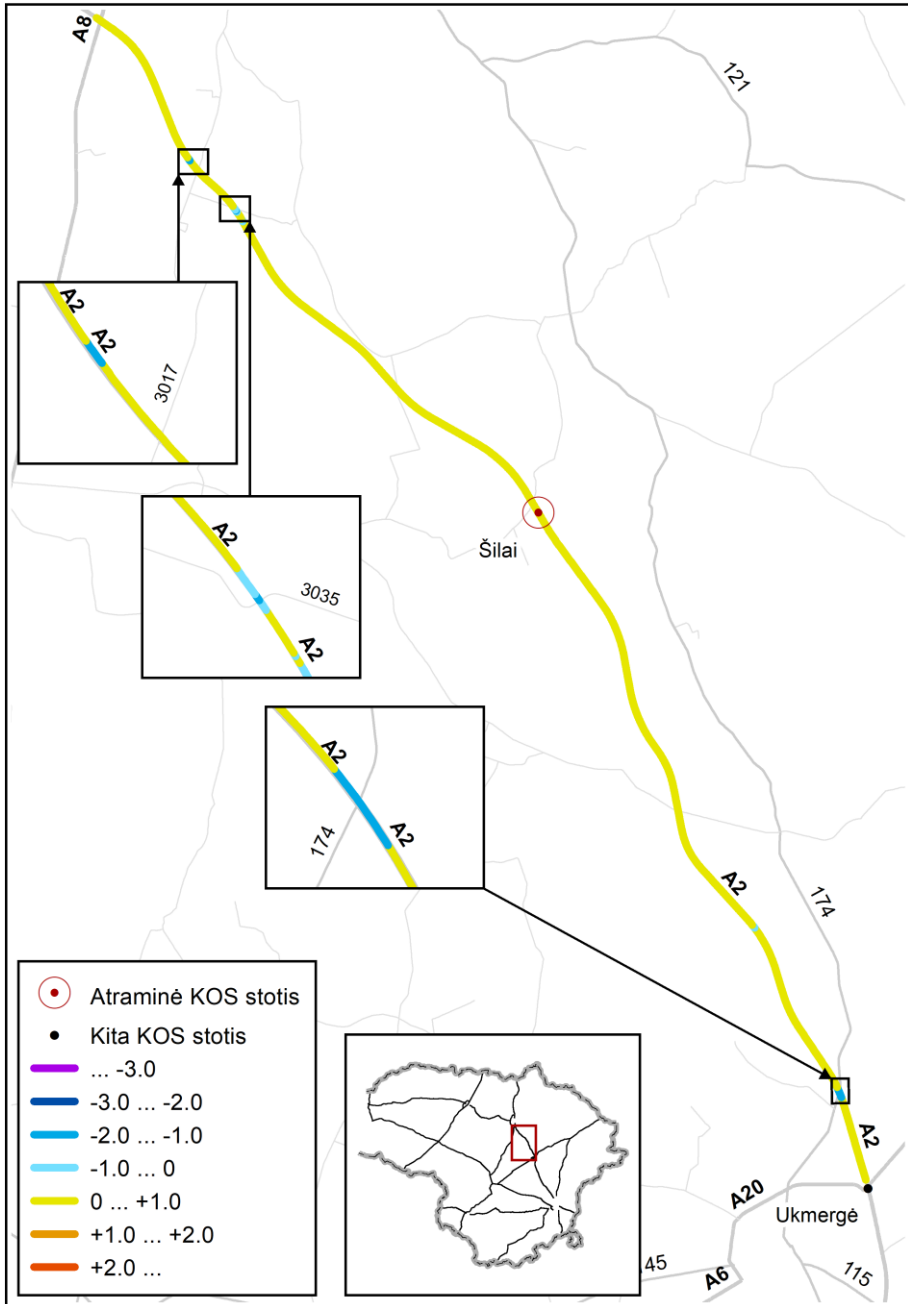 A8
121
A2
A2
3017
Šilai
A2
3035
A2
A2
174
A2
A2
174
A2
A20
Ukmergė
A6
145
115
Atraminė KOS stotis
Kita KOS stotis
... -3.0
-3.0 ... -2.0
-2.0 ... -1.0
-1.0 ... 0
0 ... +1.0
+1.0 ... +2.0
+2.0 ...